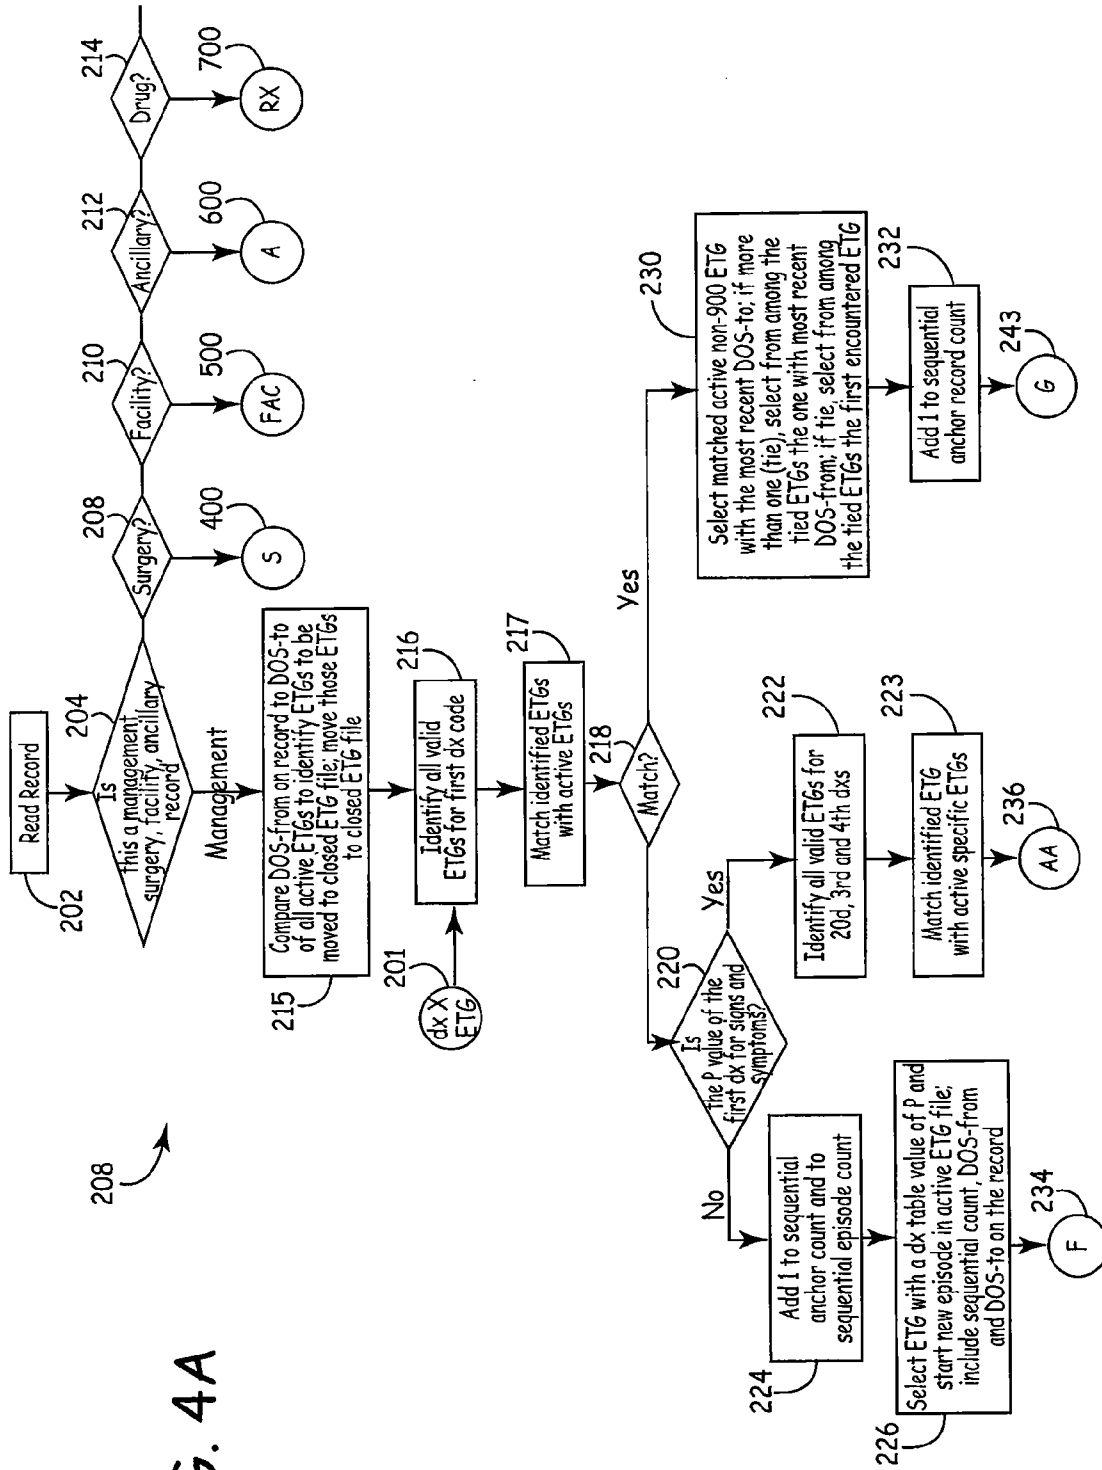 Read Record
202
Is
this a management
surgery, facility, ancillary
record
204
Management
Surgery?
208
Facility?
210
Ancillary?
212
Drug?
214
S
400
FAC
500
A
600
RX
700
208
Compare DOS-from on record to DOS-to
of all active ETGs to identify ETGs to be
moved to closed ETG file; move those ETGs
to closed ETG file
215
dx X
ETG
201
Identify all valid
ETGs for first dx code
216
Match identified ETGs
with active ETGs
217
Match?
218
Yes
Is
the P value of the
first dx for signs and
symptoms?
220
No
Yes
Add 1 to sequential
anchor count and to
sequential episode count
224
Select ETG with a dx table value of P and
start new episode in active ETG file;
include sequential count, DOS-from
and DOS-to on the record
226
F
234
Identify all valid ETGs for
20d, 3rd and 4th dxs
222
Match identified ETG
with active specific ETGs
223
AA
236
Select matched active non-900 ETG
with the most recent DOS-to; if more
than one (tie), select from among the
tied ETGs the one with most recent
DOS-from; if tie, select from among
the tied ETGs the first encountered ETG
230
Add 1 to sequential
anchor record count
232
G
243
G. 4A